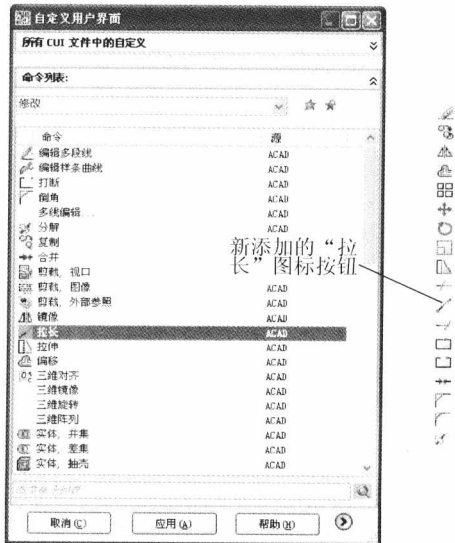 自定义用户界面
所有 CUI 文件中的自定义
命令列表:
修改
命令 源
编辑多段线 ACAD
编辑样条曲线 ACAD
打断 ACAD
倒角 ACAD
多线编辑... ACAD
分解 ACAD
复制
合并
剪裁, 视口
剪裁, 图像 ACAD
剪裁, 外部参照 ACAD
镜像 ACAD
拉长 ACAD
拉伸 ACAD
偏移 ACAD
三维对齐 ACAD
三维镜像 ACAD
三维旋转 ACAD
三维阵列 ACAD
实体, 并集 ACAD
实体, 差集 ACAD
实体, 抽壳 ACAD
新添加的“拉
长”图标按钮
取消(C) 应用(A) 帮助(H)